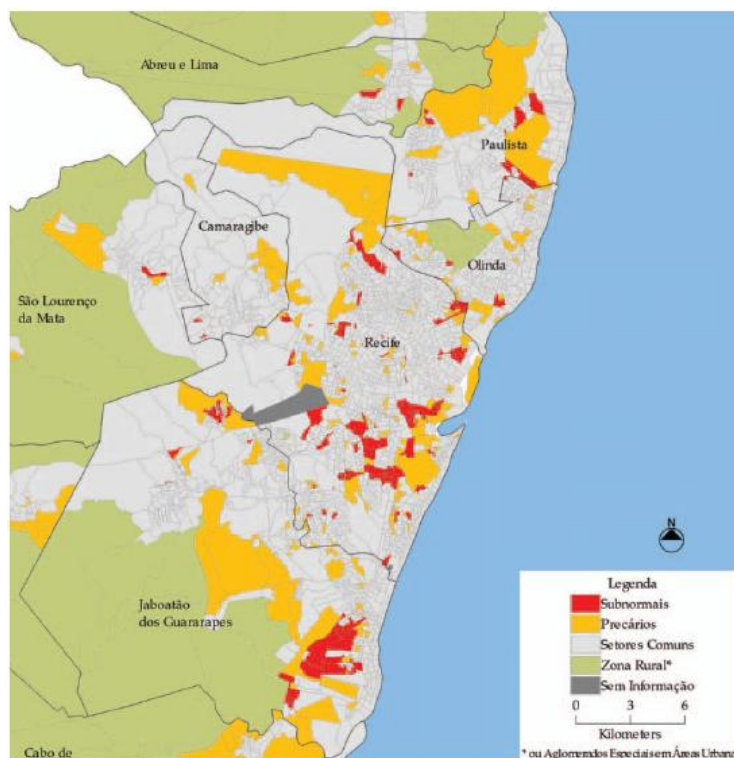 Abreu e Lima
Paulista
Camaragibe
Olinda
São Lourenço
da Mata
Recife
N
Jaboatão
dos Guararapes
Cabo de
Legenda
Subnormais
Precários
Setores Comuns
Zona Rural*
Sem Informação
0 3 6
Kilometers
* ou Aglomerados Especiais em Áreas Urbana